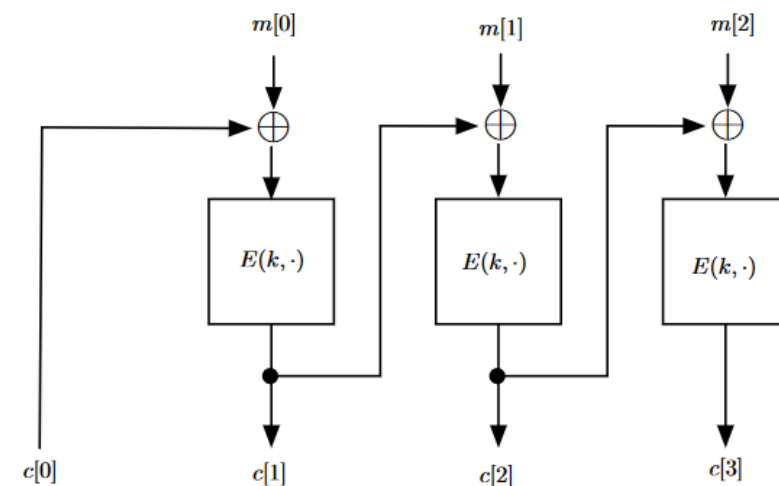 m[0] m[1] m[2]
E(k, ·) E(k, ·) E(k, ·)
c[0] c[1] c[2] c[3]